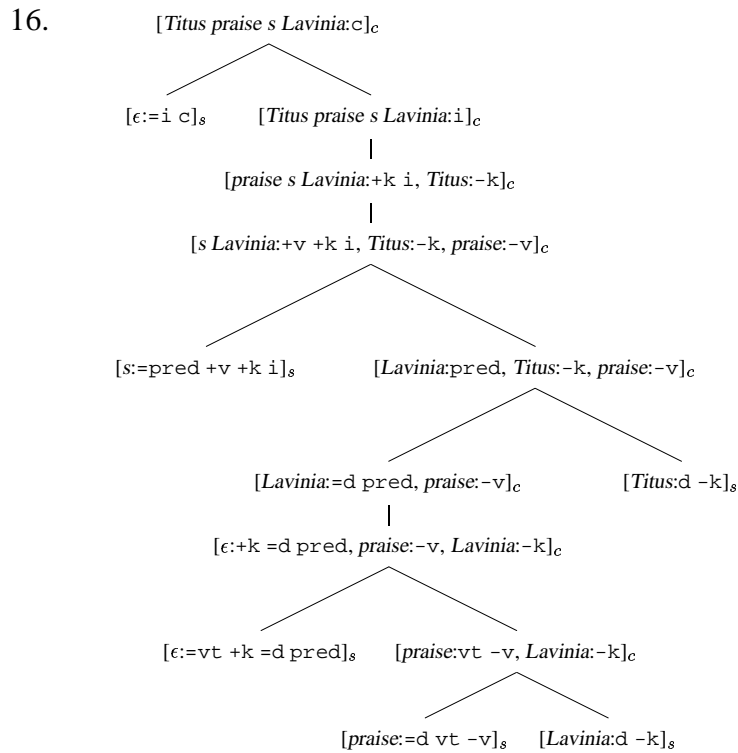 16. [Titus praise s Lavinia:c]c
[ϵ:=i c]s [Titus praise s Lavinia:i]c
[praise s Lavinia:+k i, Titus:-k]c
[s Lavinia:+v +k i, Titus:-k, praise:-v]c
[s:=pred +v +k i]s [Lavinia:pred, Titus:-k, praise:-v]c
[Lavinia:=d pred, praise:-v]c [Titus:d -k]s
[ϵ:+k =d pred, praise:-v, Lavinia:-k]c
[ϵ:=vt +k =d pred]s [praise:vt -v, Lavinia:-k]c
[praise:=d vt -v]s [Lavinia:d -k]s